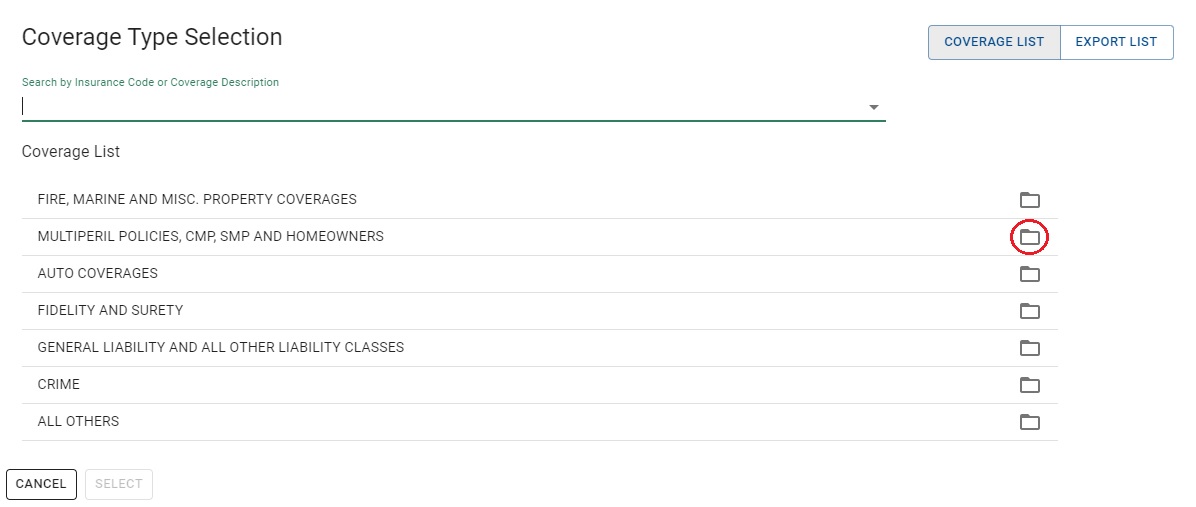 Coverage Type Selection
COVERAGE LIST
EXPORT LIST
Search by Insurance Code or Coverage Description
Coverage List
FIRE, MARINE AND MISC. PROPERTY COVERAGES
MULTIPERIL POLICIES, CMP, SMP AND HOMEOWNERS
AUTO COVERAGES
FIDELITY AND SURETY
GENERAL LIABILITY AND ALL OTHER LIABILITY CLASSES
CRIME
ALL OTHERS
CANCEL
SELECT